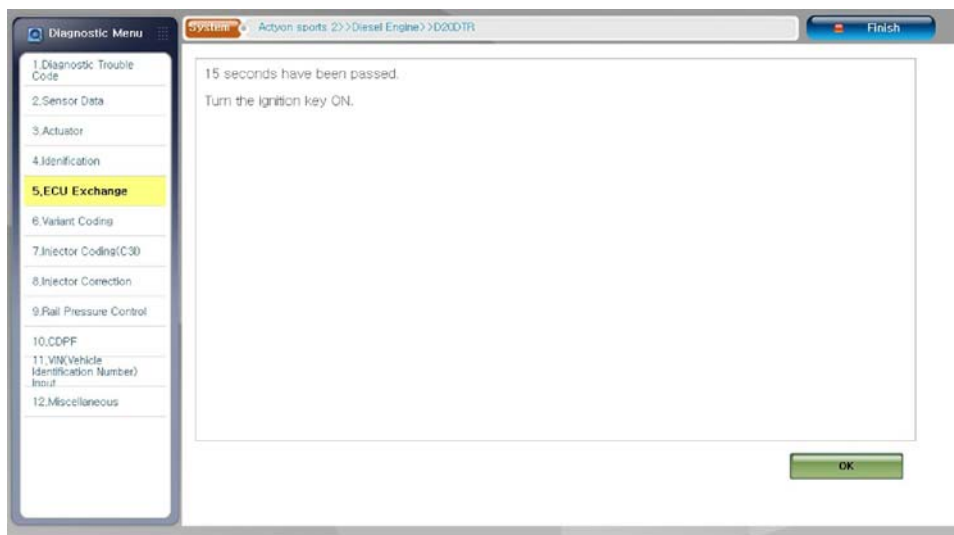 Diagnostic Menu
System
Actyon sports 2>>Diesel Engine>>D20DTR
Finish
1.Diagnostic Trouble
Code
2.Sensor Data
3.Actuator
4.Idenification
5.ECU Exchange
6.Variant Coding
7.Injector Coding(C3I)
8.Injector Correction
9.Rail Pressure Control
10.CDPF
11.VIN(Vehicle
Identification Number)
Input
12.Miscellaneous
15 seconds have been passed.
Turn the ignition key ON.
OK